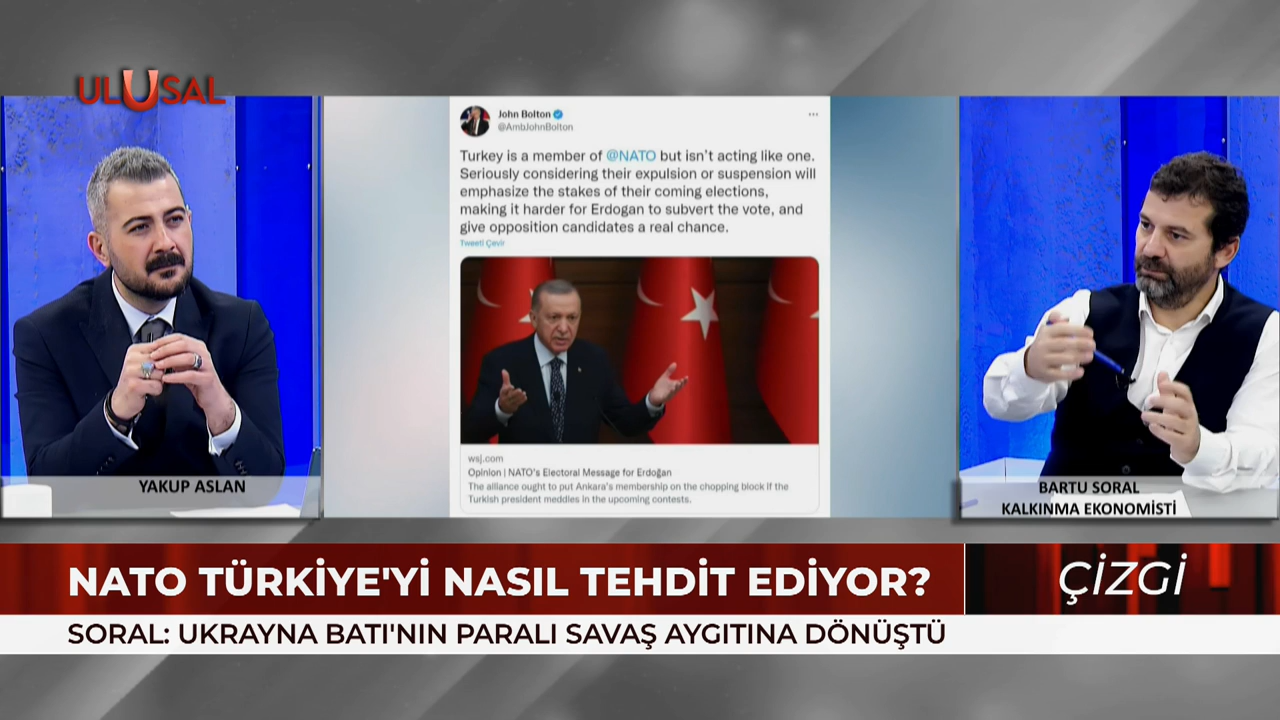 ULUSAL
John Bolton
@AmbJohnBolton
Turkey is a member of @NATO but isn't acting like one.
Seriously considering their expulsion or suspension will
emphasize the stakes of their coming elections,
making it harder for Erdogan to subvert the vote, and
give opposition candidates a real chance.
Tweeti Çevir
wsj.com
Opinion | NATO's Electoral Message for Erdoğan
The alliance ought to put Ankara's membership on the chopping block if the
Turkish president meddles in the upcoming contests.
YAKUP ASLAN
BARTU SORAL
KALKINMA EKONOMİSTİ
NATO TÜRKİYE'Yİ NASIL TEHDİT EDİYOR?
ÇİZGİ
SORAL: UKRAYNA BATI'NIN PARALI SAVAŞ AYGITINA DÖNÜŞTÜ